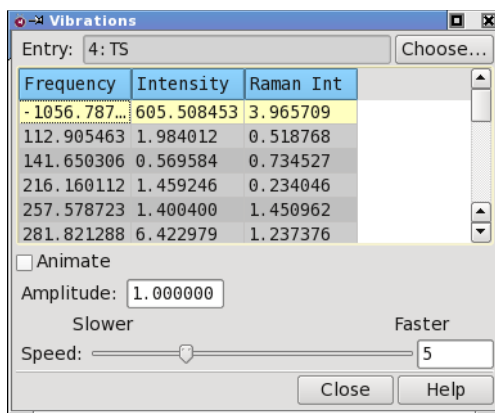 Vibrations
Entry: 4:TS Choose...
Frequency Intensity Raman Int
-1056.787... 605.508453 3.965709
112.905463 1.984012 0.518768
141.650306 0.569584 0.734527
216.160112 1.459246 0.234046
257.578723 1.400400 1.450962
281.821288 6.422979 1.237376
Animate
Amplitude: 1.000000
Slower Faster
Speed: 5
Close Help